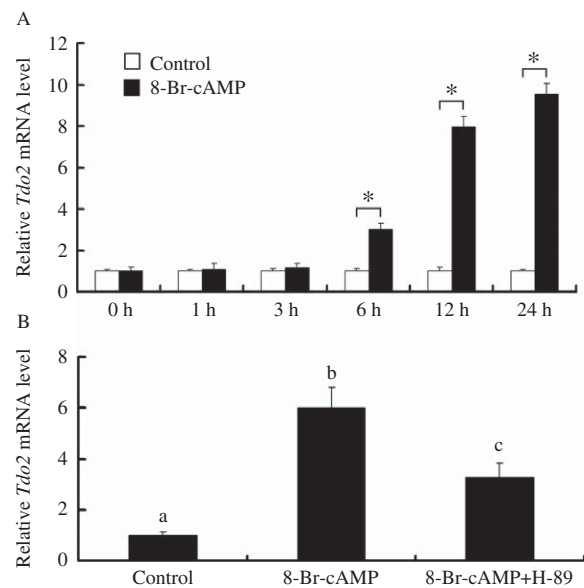 A
Relative Tdo2 mRNA level
12
10
8
6
4
2
0
Control
8-Br-cAMP
*
*
*
0 h 1 h 3 h 6 h 12 h 24 h
B
Relative Tdo2 mRNA level
8
6
4
2
0
a
b
c
Control 8-Br-cAMP 8-Br-cAMP+H-89